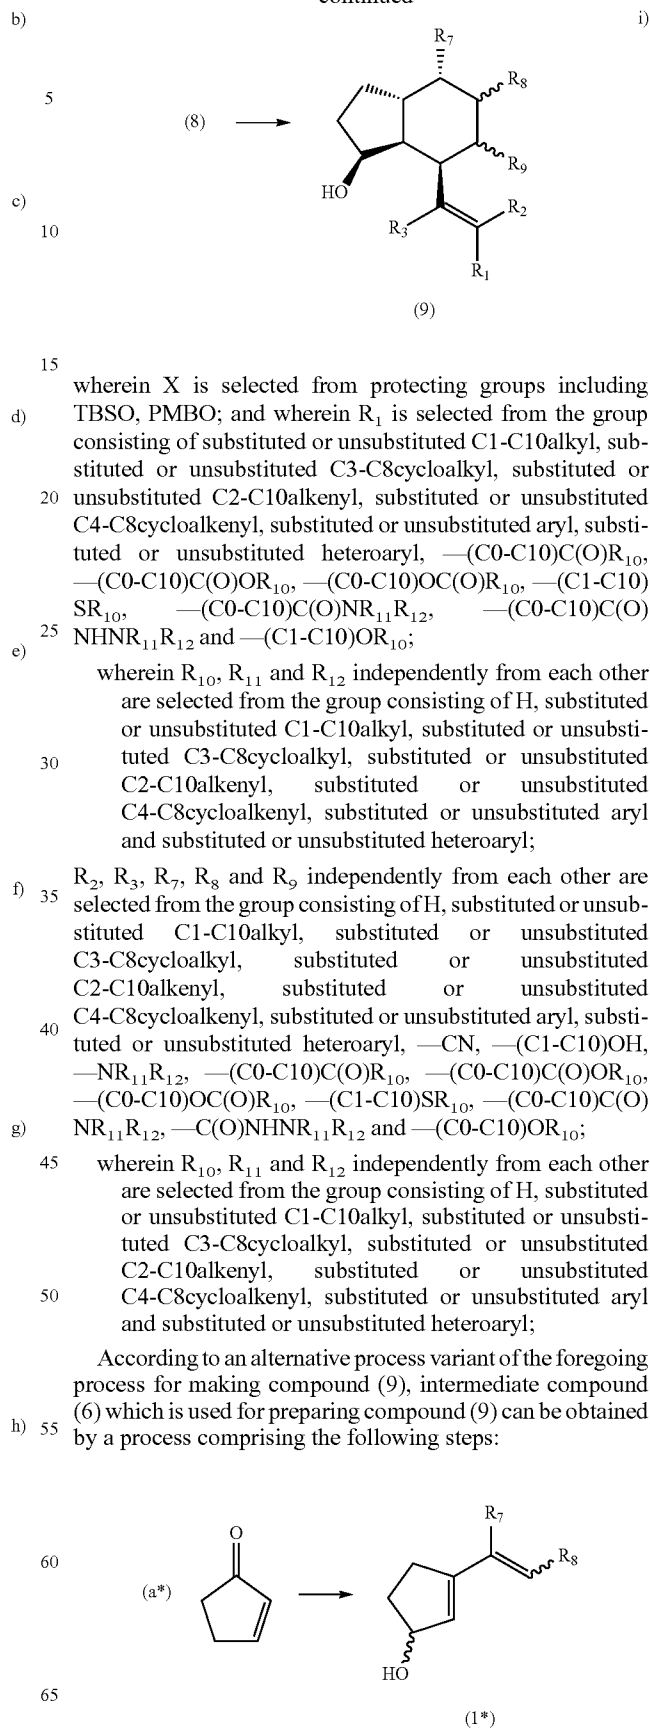 continued
b)
i)
R7
5
R8
(8)
R9
HO
c)
R2
10
R3
R1
(9)
15
wherein X is selected from protecting groups including
d)
TBSO, PMBO; and wherein R1 is selected from the group
consisting of substituted or unsubstituted C1-C10alkyl, sub-
stituted or unsubstituted C3-C8cycloalkyl, substituted or
20
unsubstituted C2-C10alkenyl, substituted or unsubstituted
C4-C8cycloalkenyl, substituted or unsubstituted aryl, substi-
tuted or unsubstituted heteroaryl, —(C0-C10)C(O)R10,
—(C0-C10)C(O)OR10, —(C0-C10)OC(O)R10, —(C1-C10)
SR10, —(C0-C10)C(O)NR11R12, —(C0-C10)C(O)
25
NHNR11R12 and —(C1-C10)OR10;
e)
wherein R10, R11 and R12 independently from each other
are selected from the group consisting of H, substituted
or unsubstituted C1-C10alkyl, substituted or unsubsti-
30
tuted C3-C8cycloalkyl, substituted or unsubstituted
C2-C10alkenyl, substituted or unsubstituted
C4-C8cycloalkenyl, substituted or unsubstituted aryl
and substituted or unsubstituted heteroaryl;
f)
R2, R3, R7, R8 and R9 independently from each other are
35
selected from the group consisting of H, substituted or unsub-
stituted C1-C10alkyl, substituted or unsubstituted
C3-C8cycloalkyl, substituted or unsubstituted
C2-C10alkenyl, substituted or unsubstituted
C4-C8cycloalkenyl, substituted or unsubstituted aryl, substi-
40
tuted or unsubstituted heteroaryl, —CN, —(C1-C10)OH,
—NR11R12, —(C0-C10)C(O)R10, —(C0-C10)C(O)OR10,
—(C0-C10)OC(O)R10, —(C1-C10)SR10, —(C0-C10)C(O)
g)
NR11R12, —C(O)NHNR11R12 and —(C0-C10)OR10;
45
wherein R10, R11 and R12 independently from each other
are selected from the group consisting of H, substituted
or unsubstituted C1-C10alkyl, substituted or unsubsti-
tuted C3-C8cycloalkyl, substituted or unsubstituted
C2-C10alkenyl, substituted or unsubstituted
50
C4-C8cycloalkenyl, substituted or unsubstituted aryl
and substituted or unsubstituted heteroaryl;
According to an alternative process variant of the foregoing
process for making compound (9), intermediate compound
(6) which is used for preparing compound (9) can be obtained
h)
55
by a process comprising the following steps:
R7
O
R8
60
(a*)
HO
65
(1*)